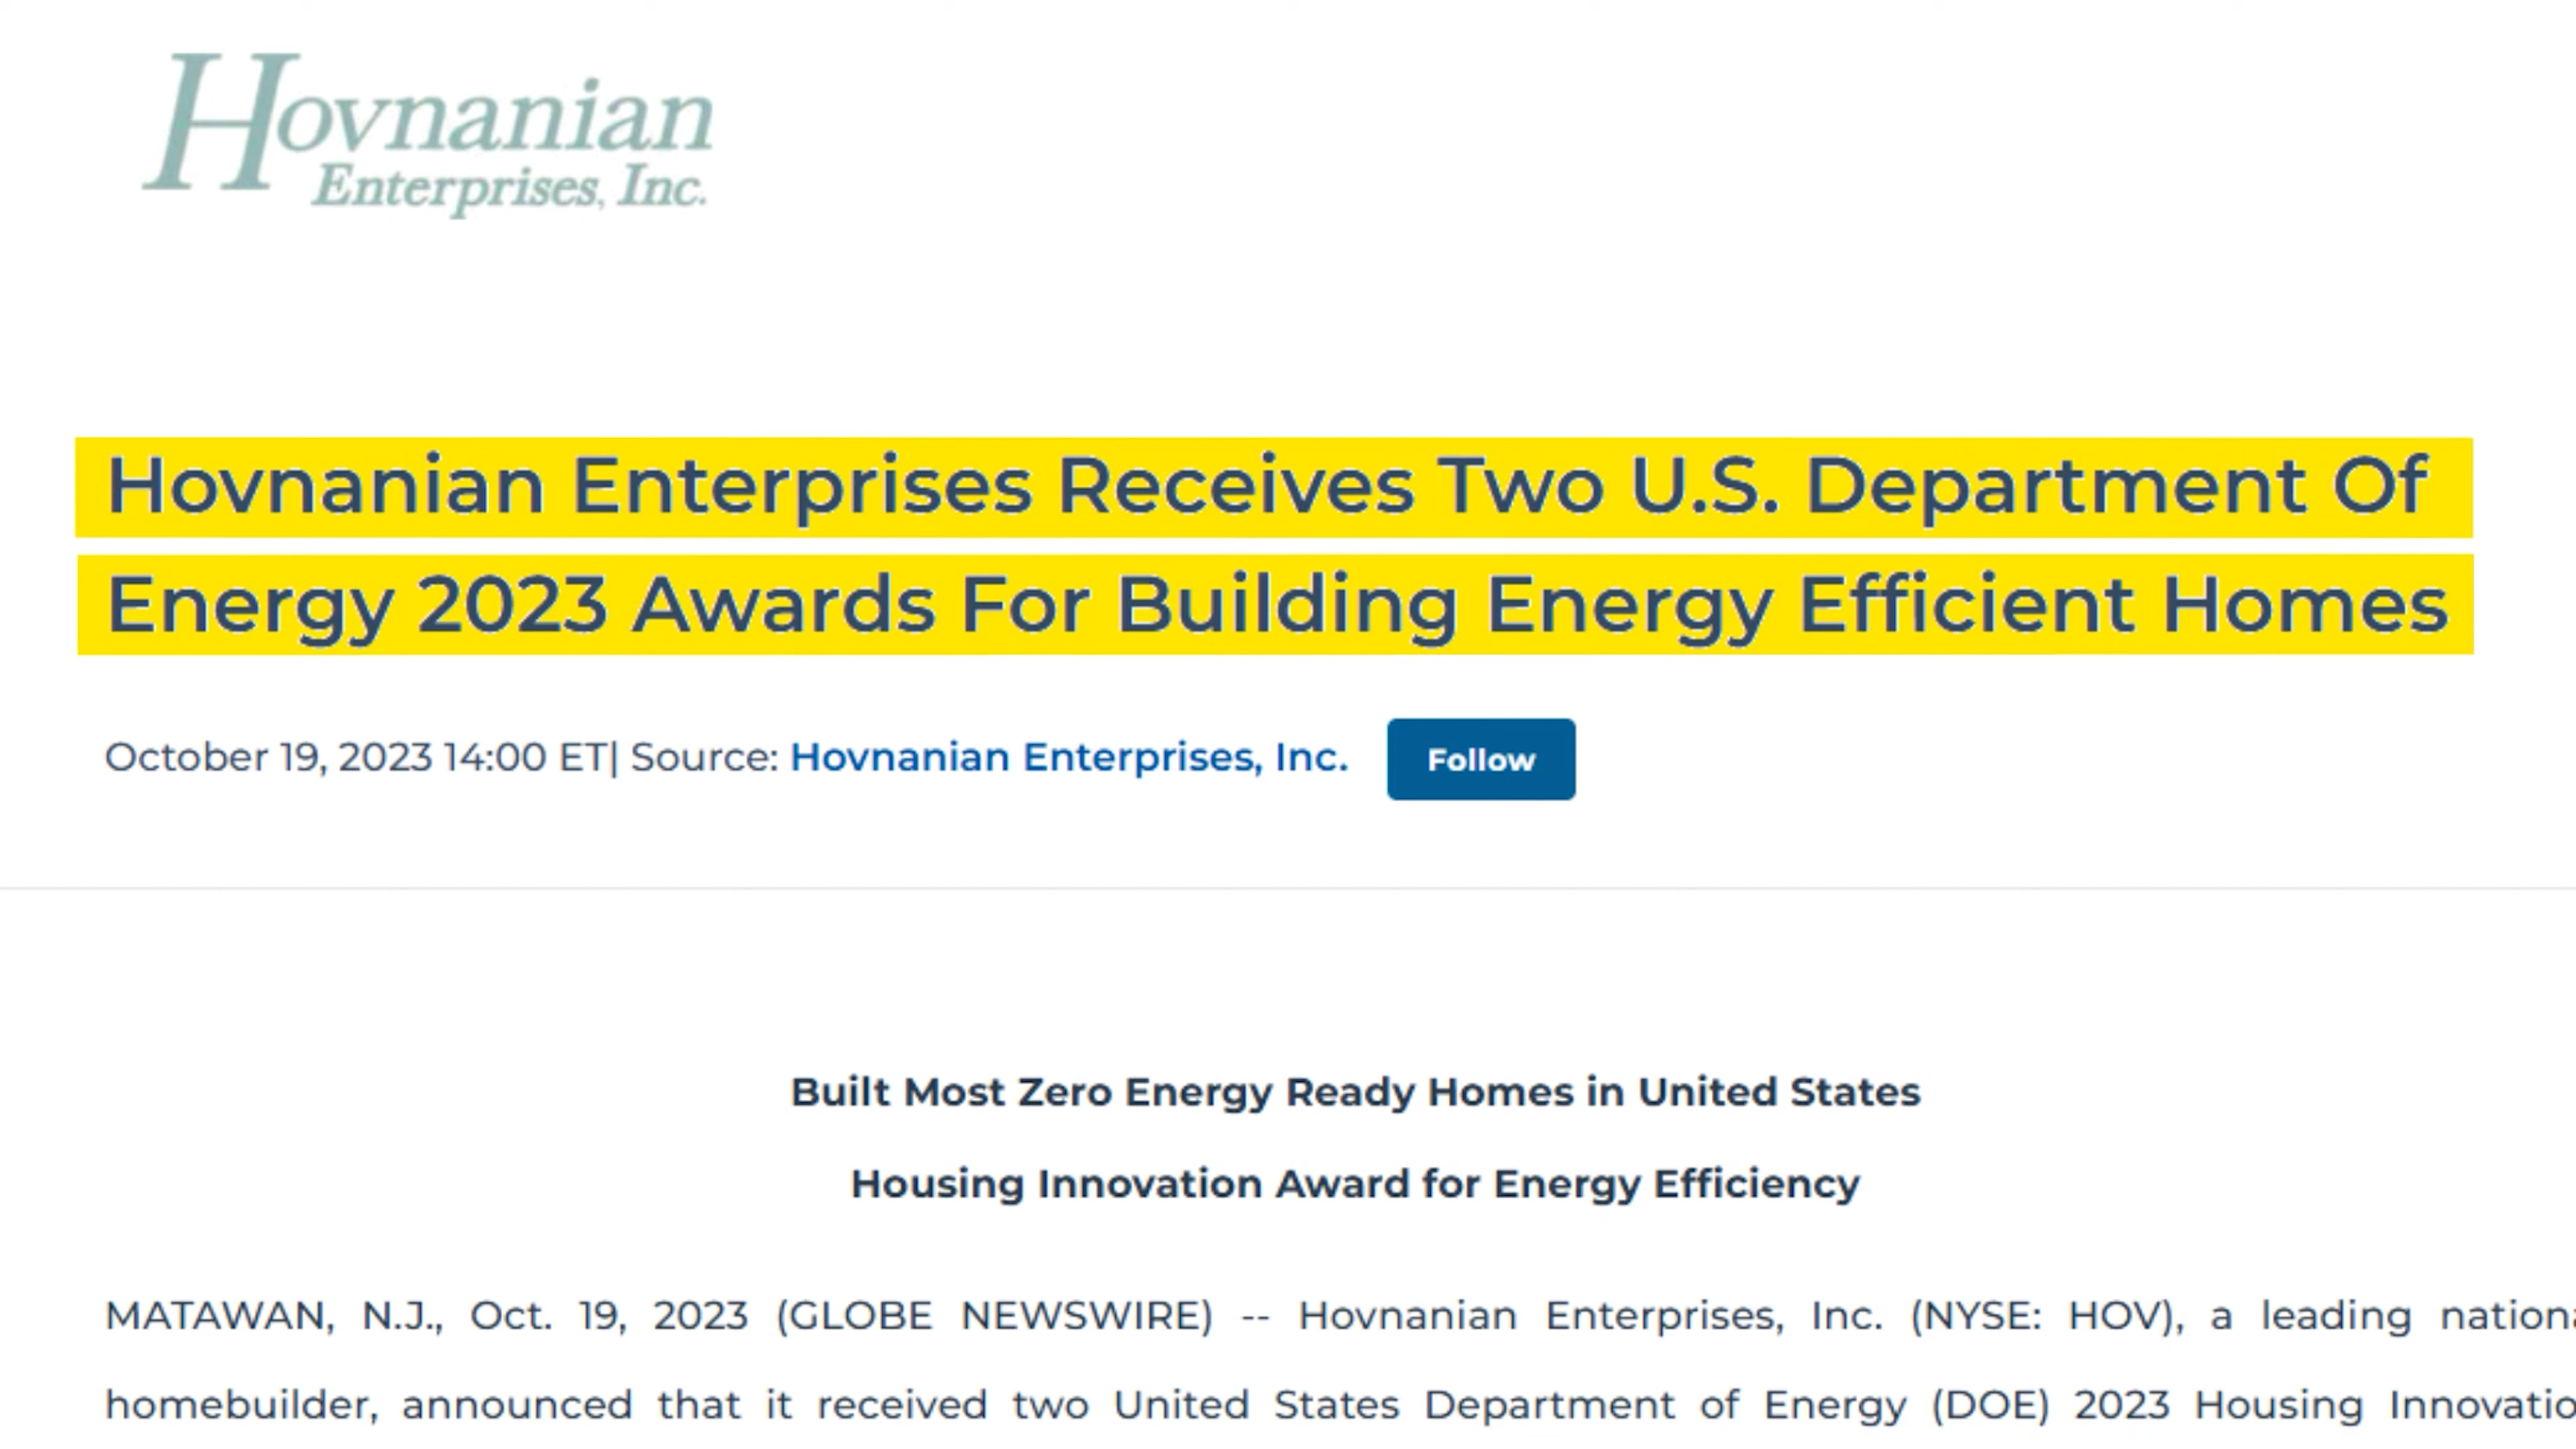 Hovnanian
Enterprises, Inc.
Hovnanian Enterprises Receives Two U.S. Department Of
Energy 2023 Awards For Building Energy Efficient Homes
October 19, 2023 14:00 ET| Source: Hovnanian Enterprises, Inc. Follow
Built Most Zero Energy Ready Homes in United States
Housing Innovation Award for Energy Efficiency
MATAWAN, N.J., Oct. 19, 2023 (GLOBE NEWSWIRE) -- Hovnanian Enterprises, Inc. (NYSE: HOV), a leading
homebuilder, announced that it received two United States Department of Energy (DOE) 2023 Housing